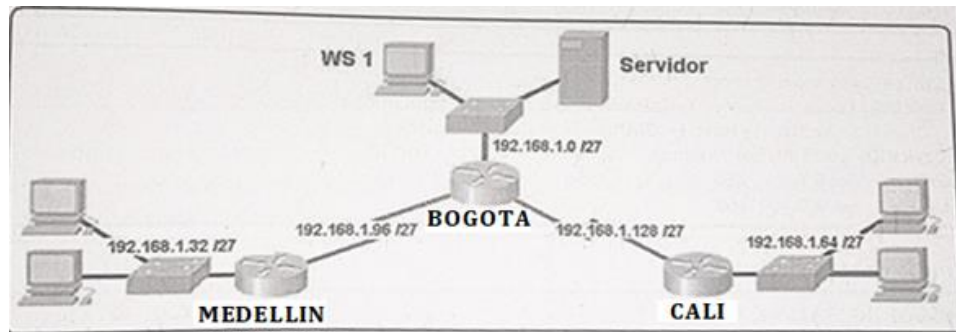 WS 1
Servidor
192.168.1.0 /27
BOGOTA
192.168.1.96 /27
192.168.1.128 /27
192.168.1.32 /27
192.168.1.64 /27
MEDELLIN
CALI